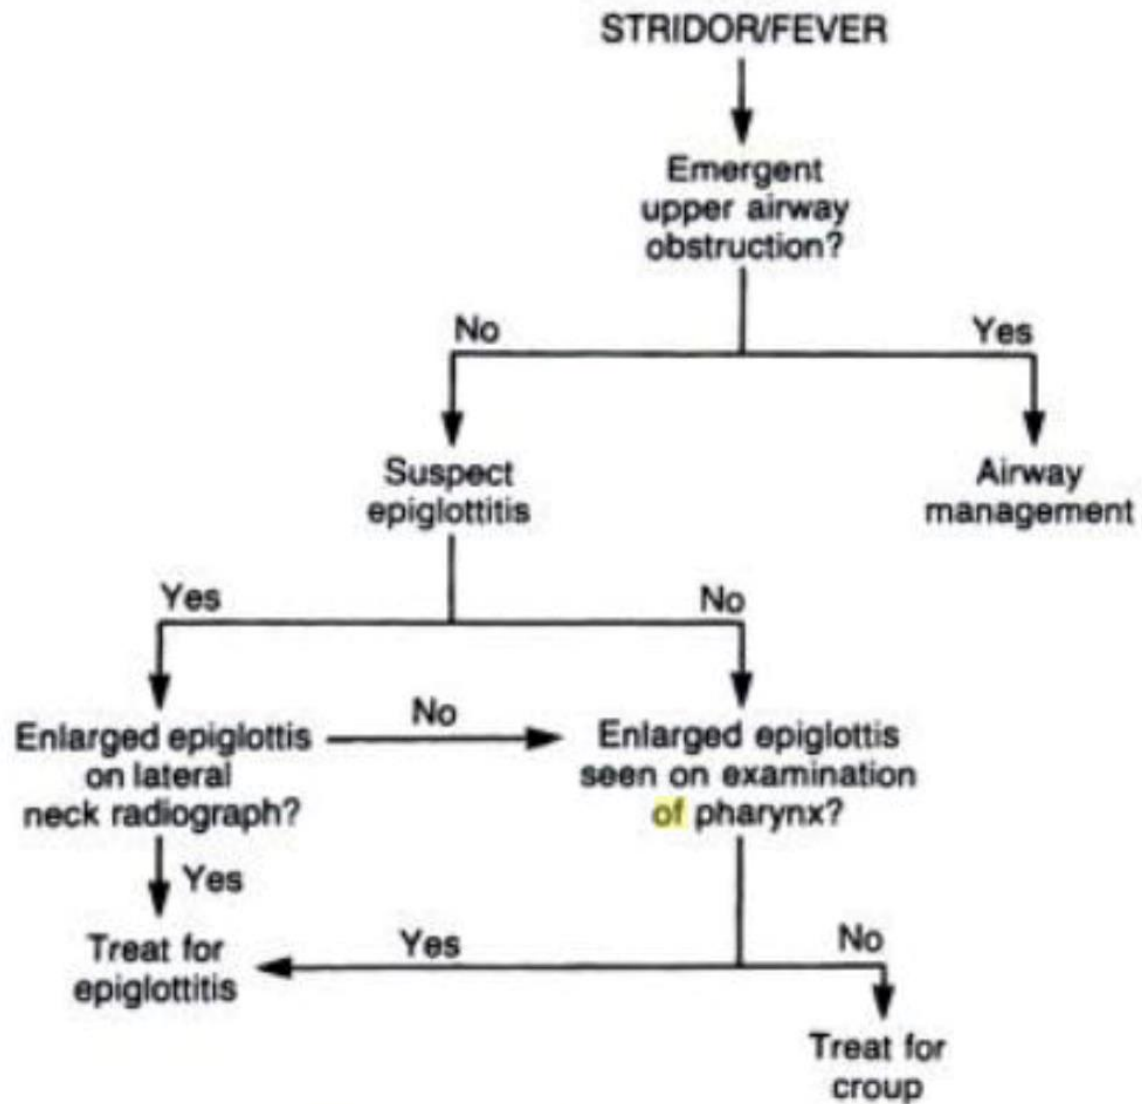 STRIDOR/FEVER
Emergent
upper airway
obstruction?
No
Yes
Suspect
epiglottitis
Airway
management
Yes
No
Enlarged epiglottis
on lateral
neck radiograph?
No
Enlarged epiglottis
seen on examination
of pharynx?
Yes
Treat for
epiglottitis
Yes
No
Treat for
croup